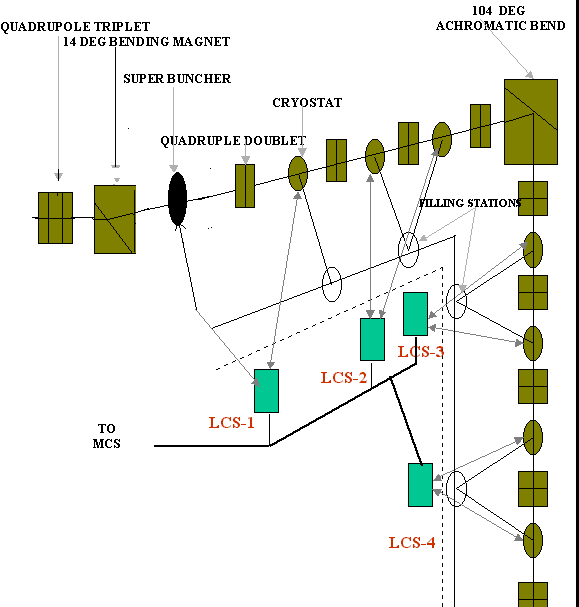 104 DEG
ACHROMATIC BEND
QUADRUPOLE TRIPLET
14 DEG BENDING MAGNET
SUPER BUNCHER
CRYOSTAT
QUADRUPLE DOUBLET
FILLING STATIONS
LCS-3
LCS-2
LCS-1
TO
MCS
LCS-4